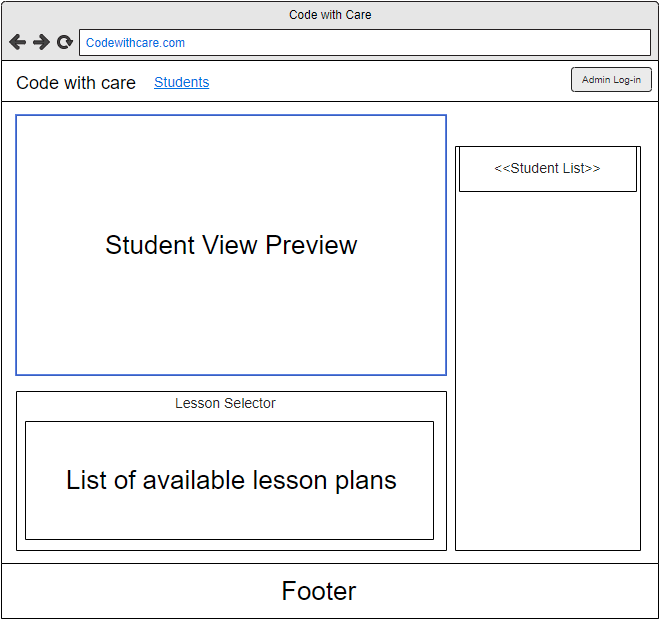 Code with Care
Codewithcare.com
Code with care Students Admin Log-in
Student View Preview
<<Student List>>
Lesson Selector
List of available lesson plans
Footer